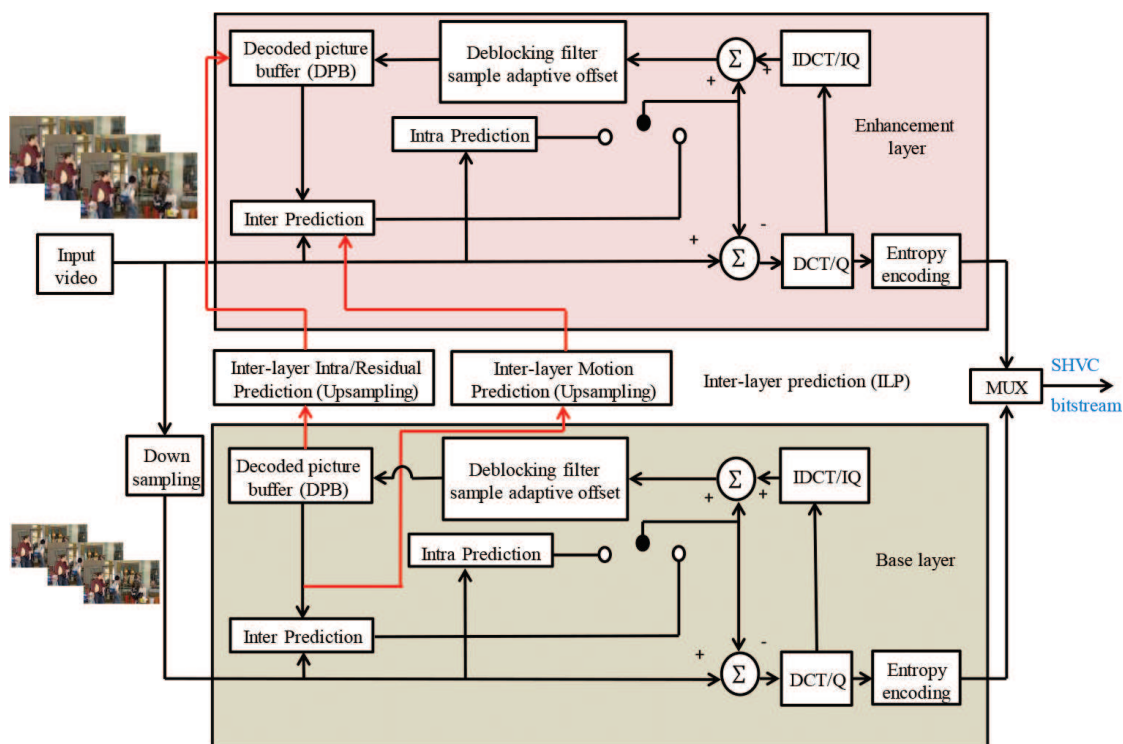 Decoded picture
buffer (DPB)
Deblocking filter
sample adaptive offset
Σ
+
+
IDCT/IQ
Intra Prediction
Enhancement
layer
Inter Prediction
Input
video
+
-
Σ
DCT/Q
Entropy
encoding
Inter-layer Intra/Residual
Prediction (Upsampling)
Inter-layer Motion
Prediction (Upsampling)
Inter-layer prediction (ILP)
MUX
SHVC
bitstream
Down
sampling
Decoded picture
buffer (DPB)
Deblocking filter
sample adaptive offset
Σ
+
+
IDCT/IQ
Intra Prediction
Base layer
Inter Prediction
+
-
Σ
DCT/Q
Entropy
encoding